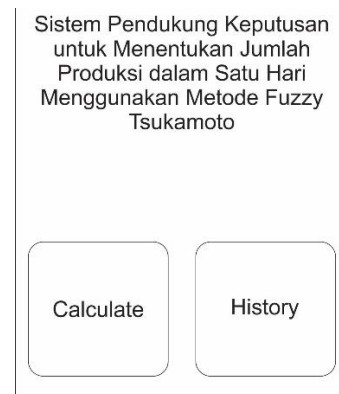 Sistem Pendukung Keputusan
untuk Menentukan Jumlah
Produksi dalam Satu Hari
Menggunakan Metode Fuzzy
Tsukamoto
Calculate
History